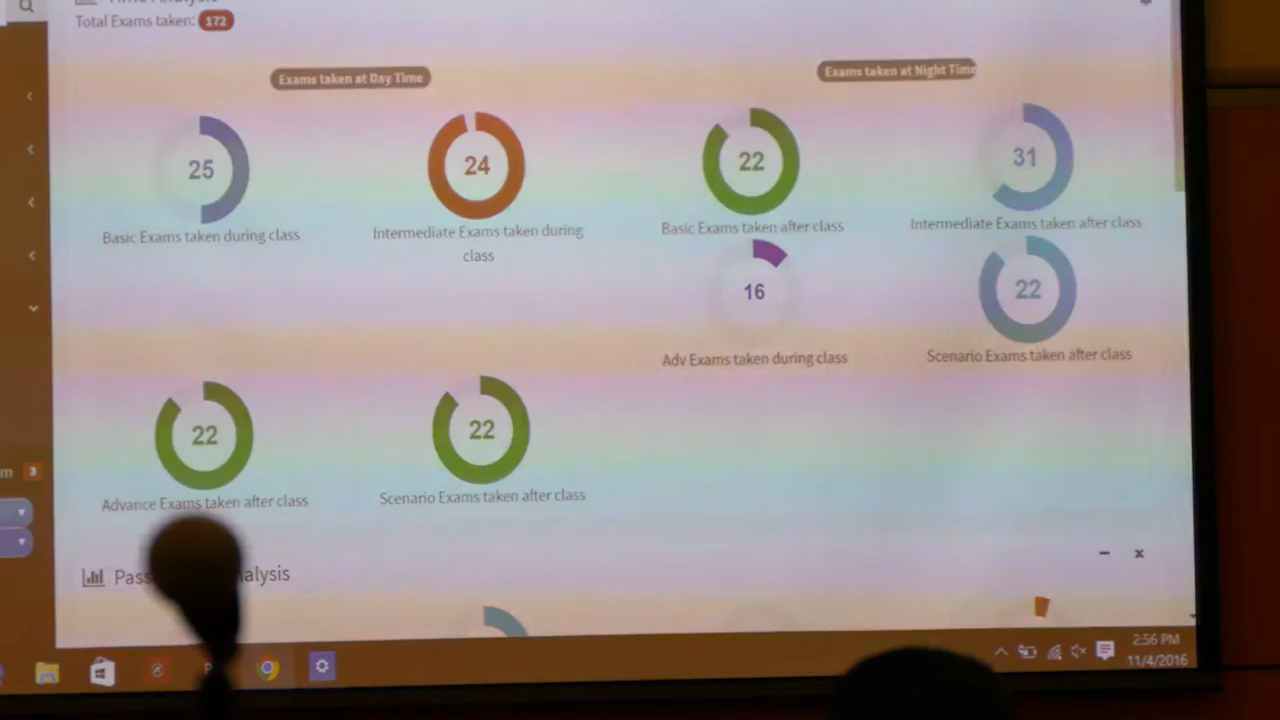 Total Exams taken: 172
Exams taken at Day Time
Exams taken at Night Time
25
Basic Exams taken during class
24
Intermediate Exams taken during
class
22
Basic Exams taken after class
31
Intermediate Exams taken after class
16
Adv Exams taken during class
22
Scenario Exams taken after class
22
Advance Exams taken after class
22
Scenario Exams taken after class
3
2:56 PM
11/4/2016